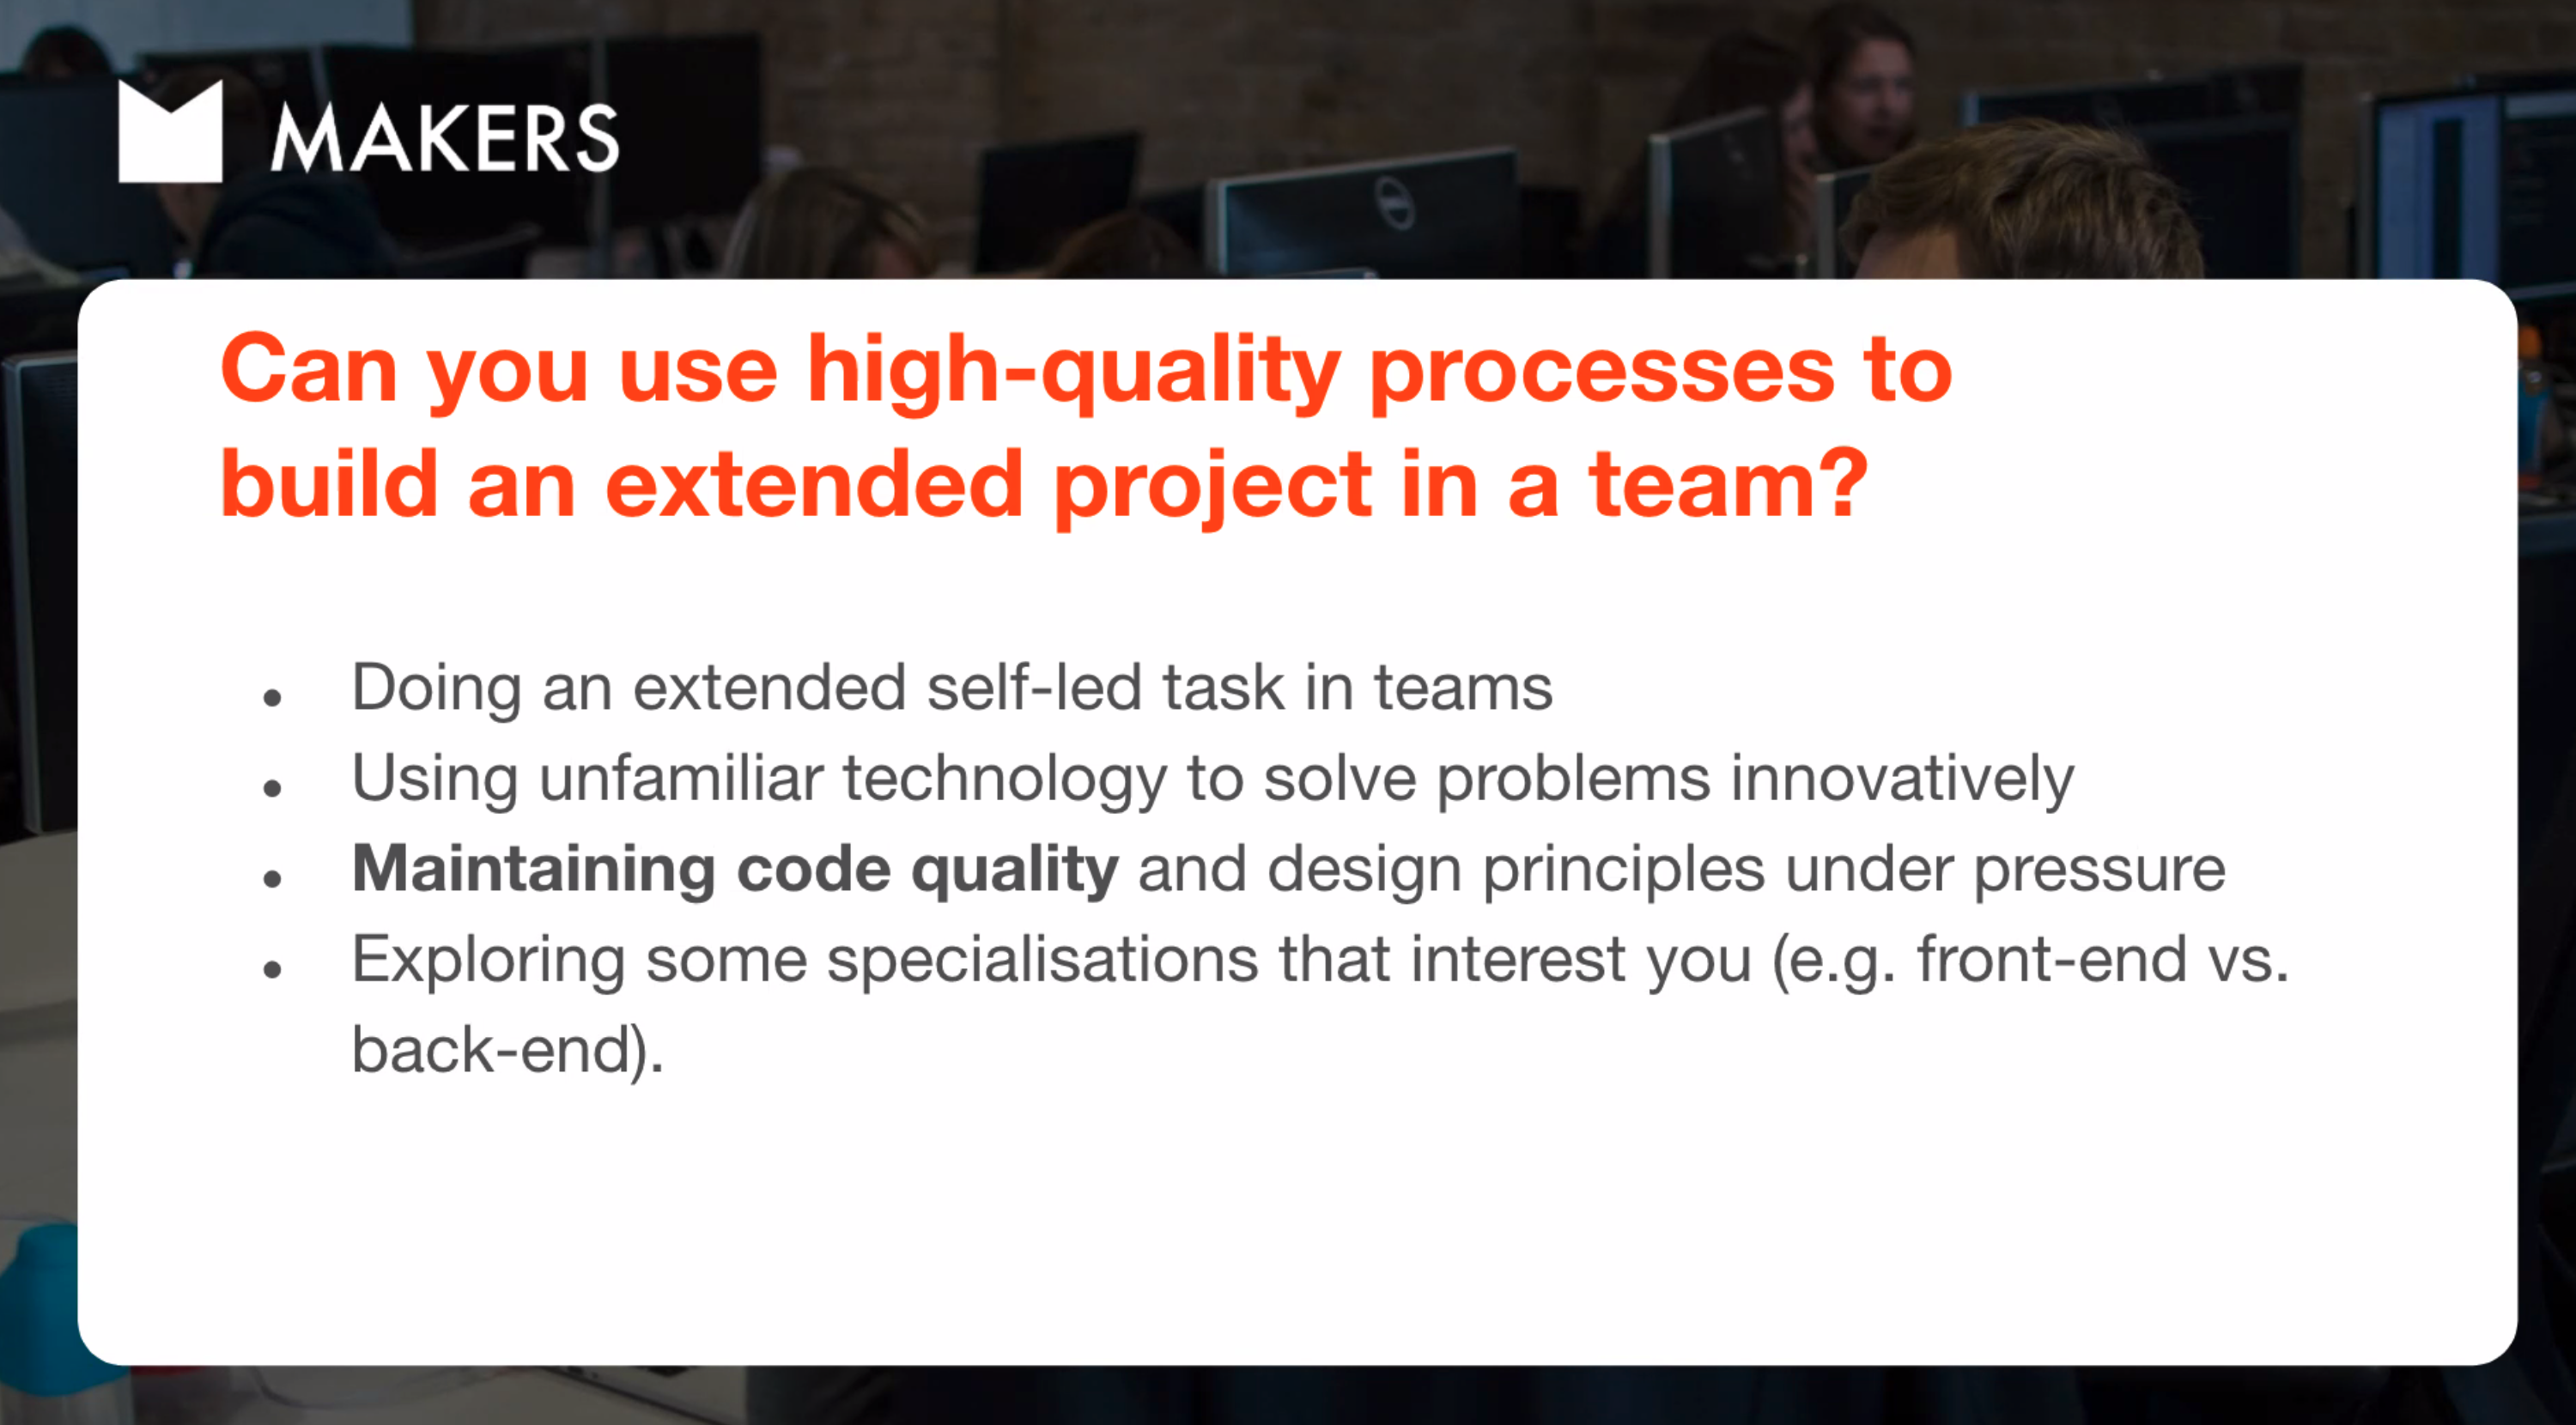 MAKERS
Can you use high-quality processes to
build an extended project in a team?
• Doing an extended self-led task in teams
• Using unfamiliar technology to solve problems innovatively
• Maintaining code quality and design principles under pressure
• Exploring some specialisations that interest you (e.g. front-end vs.
back-end).